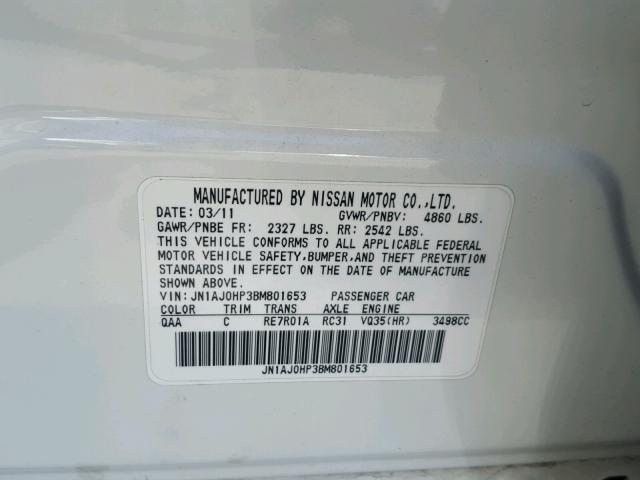 MANUFACTURED BY NISSAN MOTOR CO.,LTD.
DATE: 03/11 GVWR/PNBV: 4860 LBS.
GAWR/PNBE FR: 2327 LBS. RR: 2542 LBS.
THIS VEHICLE CONFORMS TO ALL APPLICABLE FEDERAL
MOTOR VEHICLE SAFETY,BUMPER,AND THEFT PREVENTION
STANDARDS IN EFFECT ON THE DATE OF MANUFACTURE
SHOWN ABOVE.
VIN: JN1AJ0HP3BM801653 PASSENGER CAR
COLOR TRIM TRANS AXLE ENGINE
QAA C RE7R01A RC31 VQ35(HR) 3498CC
JN1AJ0HP3BM801653